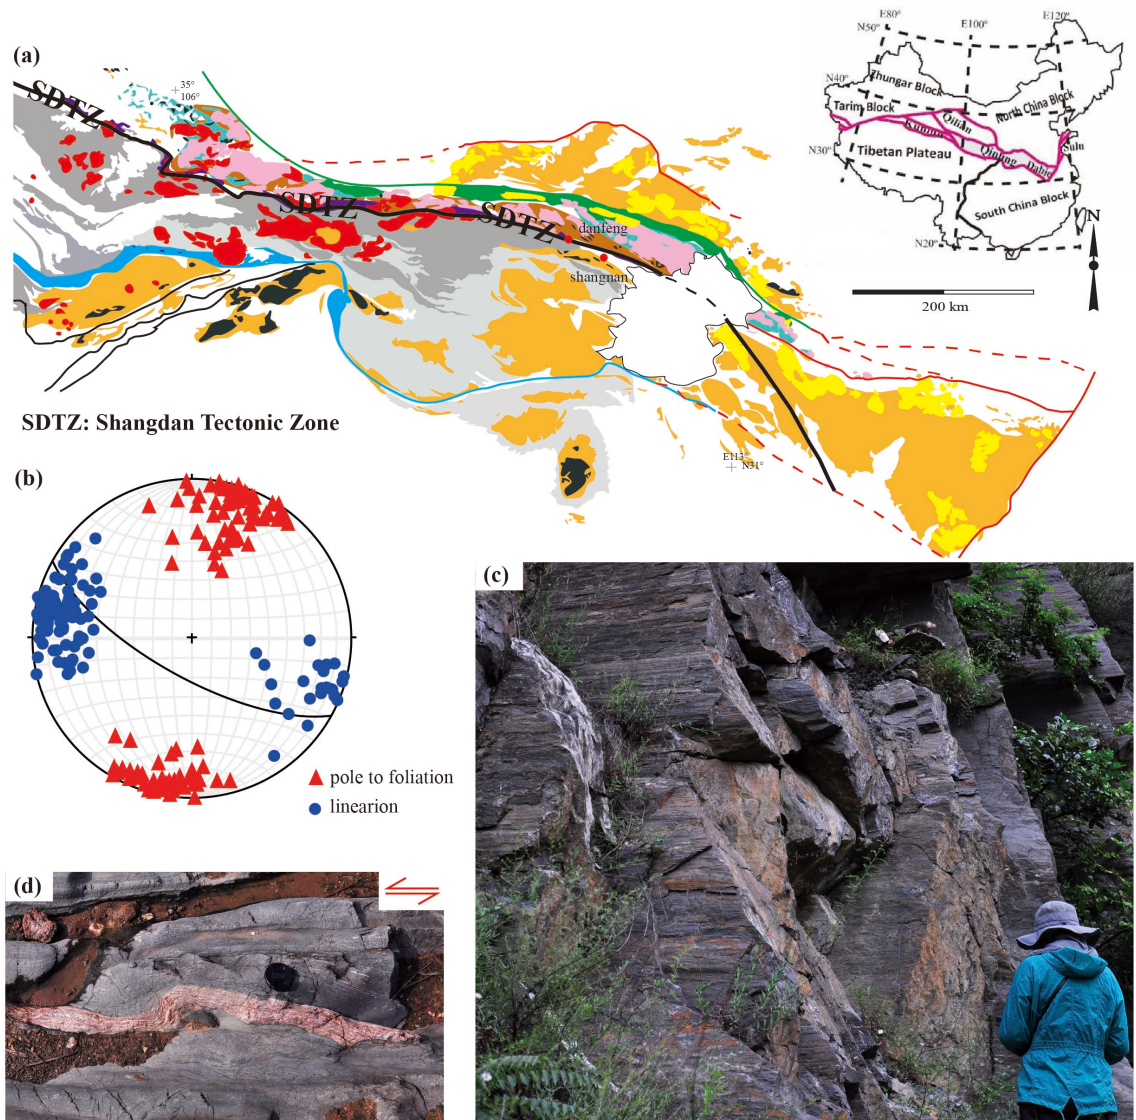 (a)
E80°
E100°
E120°
N50°
N40°
N30°
N20°
Zhungar Block
Tarim Block
North China Block
Qilian
Kunlun
Tibetan Plateau
Qinling
Dabie
Sulu
South China Block
N
200 km
35°
106°
SDTZ
SDTZ
SDTZ
danfeng
shangnan
E113°
N31°
SDTZ: Shangdan Tectonic Zone
(b)
pole to foliation
linearion
(c)
(d)